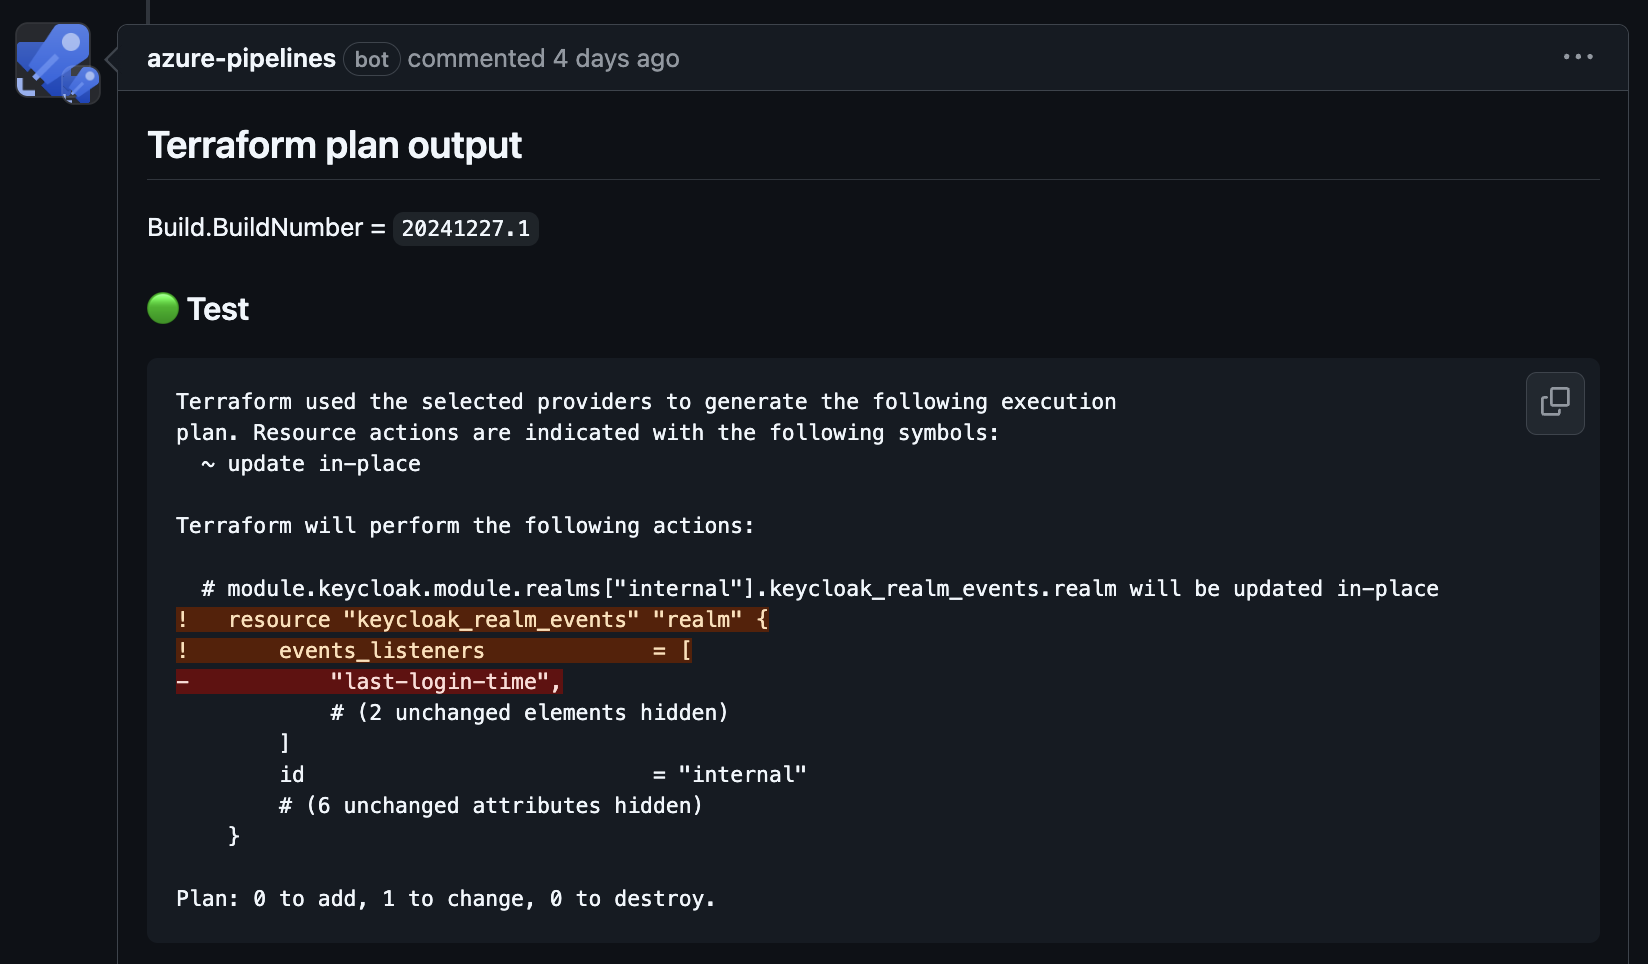 azure-pipelines bot commented 4 days ago
Terraform plan output
Build.BuildNumber = 20241227.1
Test
Terraform used the selected providers to generate the following execution
plan. Resource actions are indicated with the following symbols:
  ~ update in-place

Terraform will perform the following actions:

  # module.keycloak.module.realms["internal"].keycloak_realm_events.realm will be updated in-place
!   resource "keycloak_realm_events" "realm" {
!       events_listeners             = [
-           "last-login-time",
            # (2 unchanged elements hidden)
        ]
        id                           = "internal"
        # (6 unchanged attributes hidden)
    }

Plan: 0 to add, 1 to change, 0 to destroy.